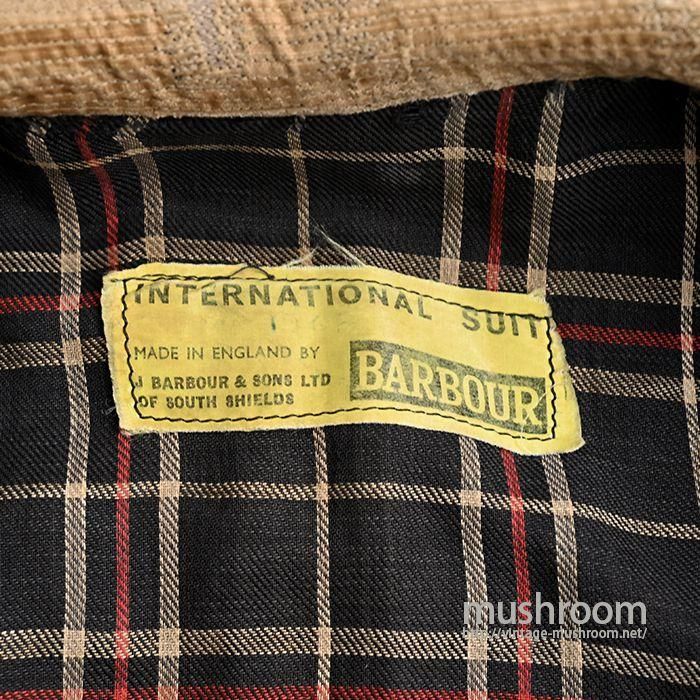 INTERNATIONAL SUIT
MADE IN ENGLAND BY
J BARBOUR & SONS LTD
OF SOUTH SHIELDS
BARBOUR
mushroom
http://vintage-mushroom.net/